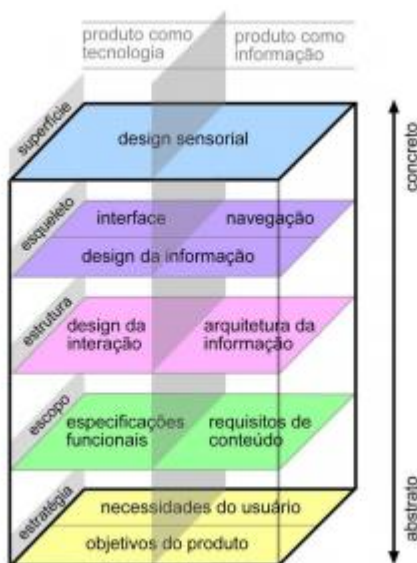 produto como
tecnologia
produto como
informação
superfície
design sensorial
concreto
esqueleto
interface
navegação
design da informação
estrutura
design da
interação
arquitetura da
informação
escopo
especificações
funcionais
requisitos de
conteúdo
estratégia
necessidades do usuário
objetivos do produto
abstrato